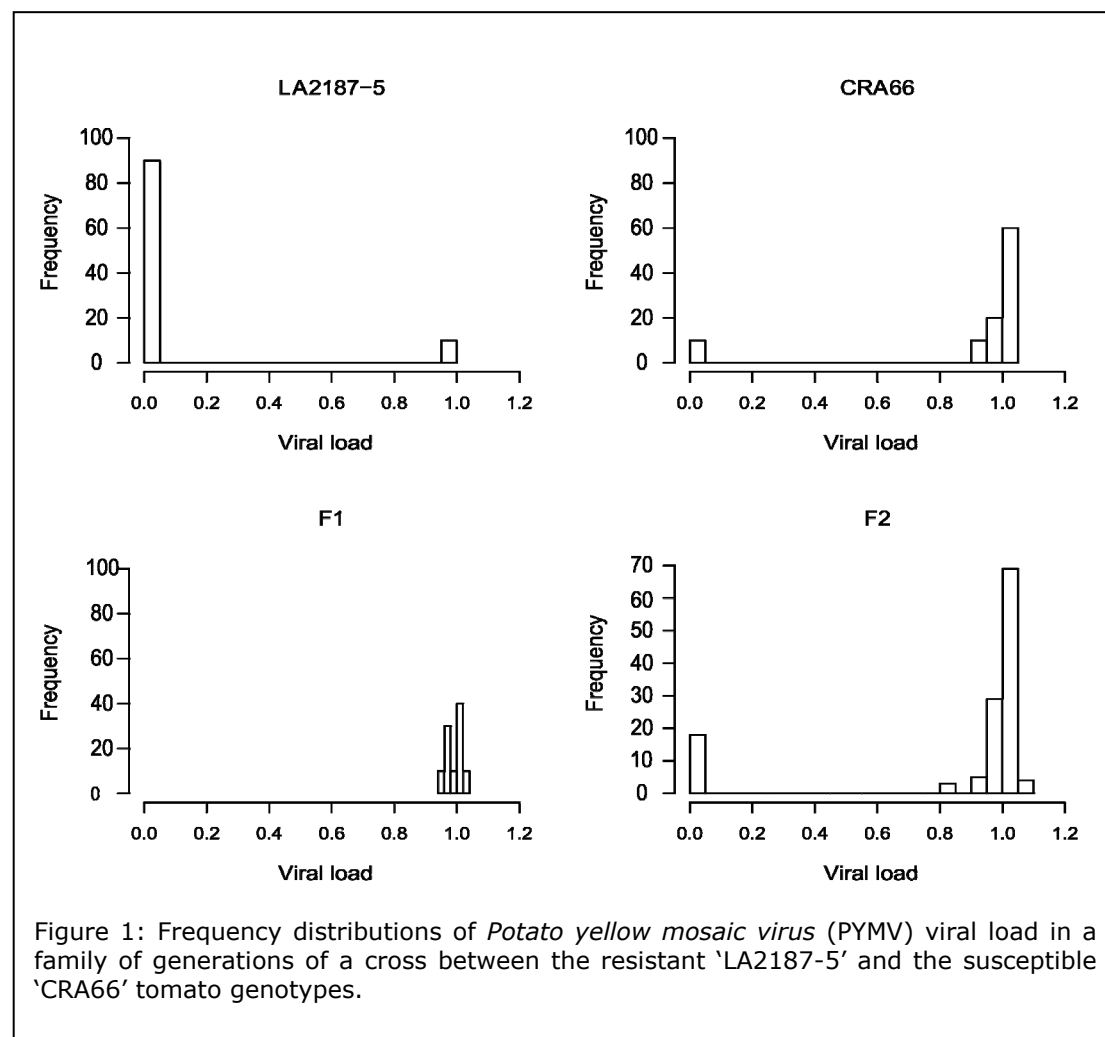 LA2187-5
100
80
60
40
20
0
Frequency
0.0 0.2 0.4 0.6 0.8 1.0 1.2
Viral load
CRA66
100
80
60
40
20
0
Frequency
0.0 0.2 0.4 0.6 0.8 1.0 1.2
Viral load
F1
100
80
60
40
20
0
Frequency
0.0 0.2 0.4 0.6 0.8 1.0 1.2
Viral load
F2
70
60
50
40
30
20
10
0
Frequency
0.0 0.2 0.4 0.6 0.8 1.0 1.2
Viral load
Figure 1: Frequency distributions of Potato yellow mosaic virus (PYMV) viral load in a
family of generations of a cross between the resistant ‘LA2187-5’ and the susceptible
‘CRA66’ tomato genotypes.